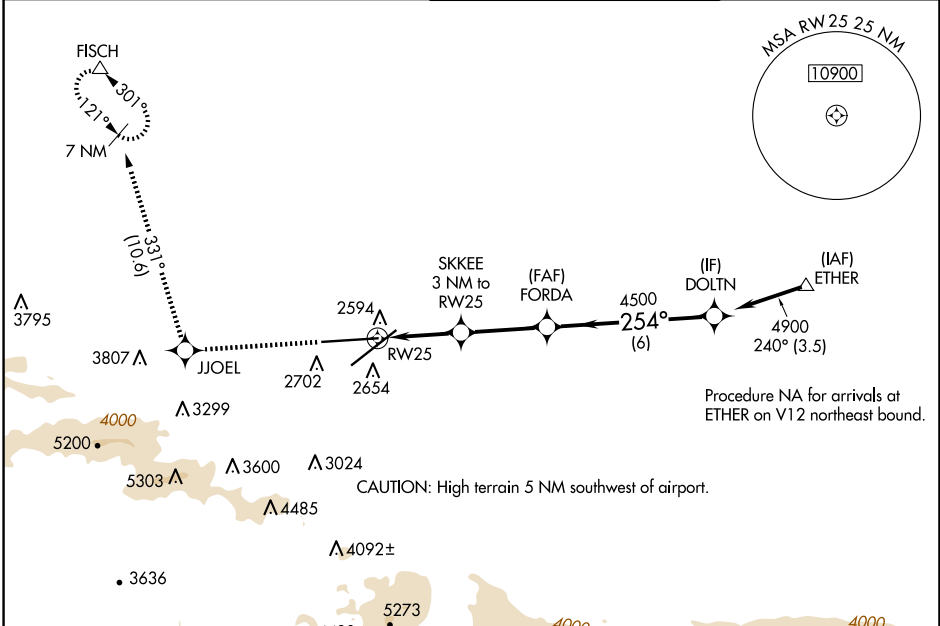 MSA RW 25 25 NM
10900
FISCH
301°
121°
7 NM
331°
(10.6)
SKKEE
3 NM to
RW25
(FAF)
FORDA
(IF)
DOLTN
(IAF)
ETHER
4500
254°
(6)
4900
240° (3.5)
3795
2594
RW25
3807
JJOEL
2702
2654
Procedure NA for arrivals at
ETHER on V12 northeast bound.
3299
4000
5200
5303
3600
3024
CAUTION: High terrain 5 NM southwest of airport.
4485
4092±
3636
5273
4000
4000